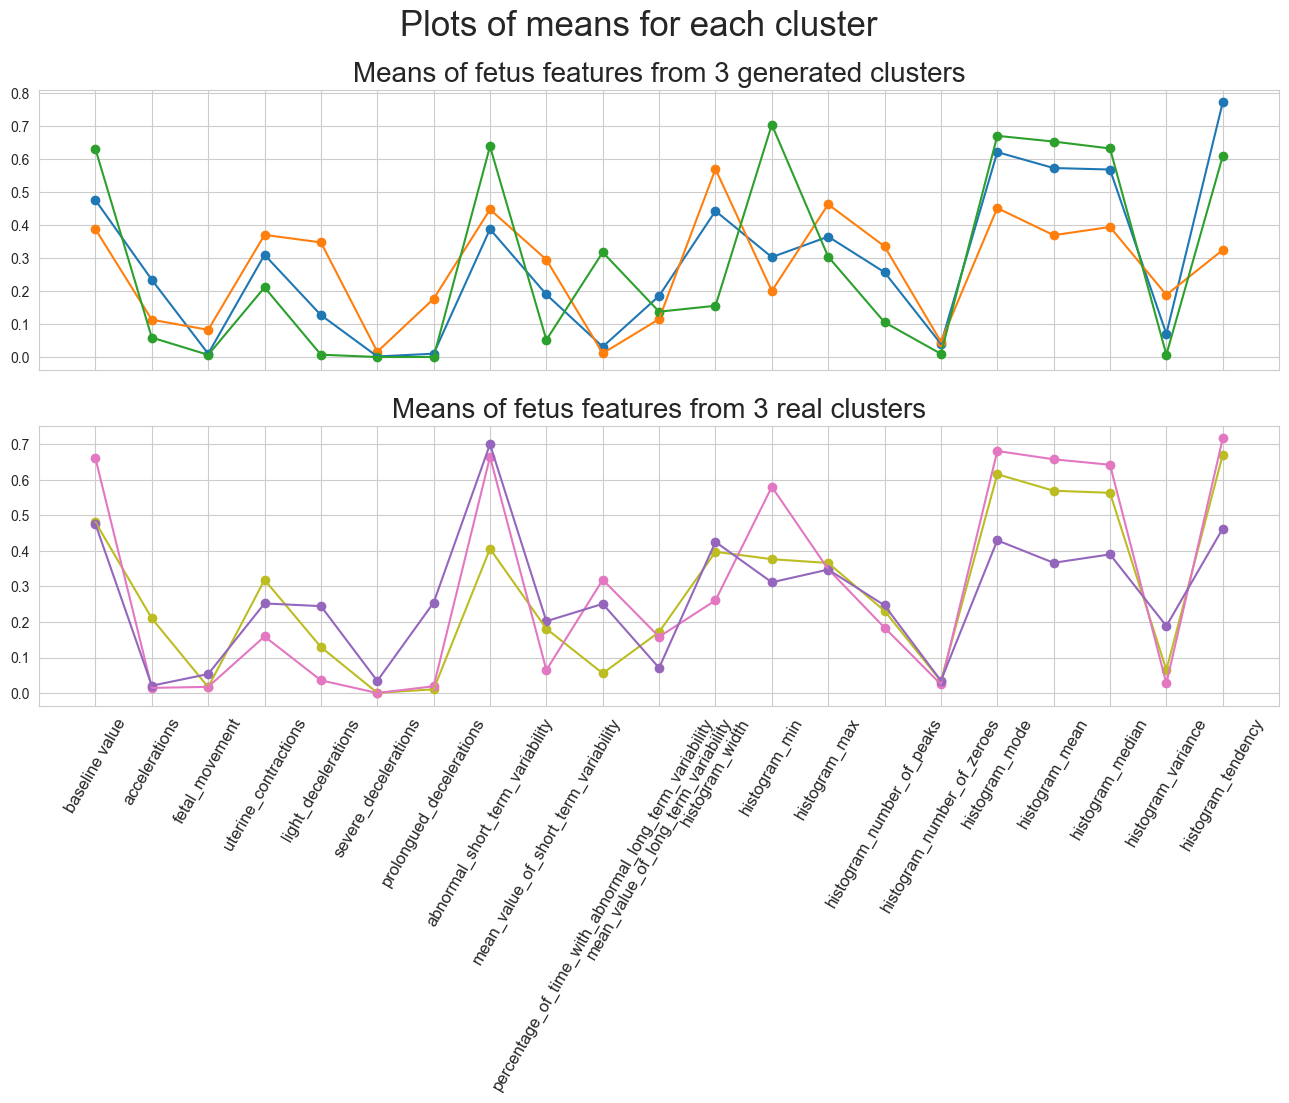 Plots of means for each cluster
Means of fetus features from 3 generated clusters
0.8
0.7
0.6
0.5
0.4
0.3
0.2
0.1
0.0
Means of fetus features from 3 real clusters
0.7
0.6
0.5
0.4
0.3
0.2
0.1
0.0
baseline value
accelerations
fetal_movement
uterine_contractions
light_decelerations
severe_decelerations
prolongued_decelerations
abnormal_short_term_variability
mean_value_of_short_term_variability
percentage_of_time_with_abnormal_long_term_variability
mean_value_of_long_term_variability
histogram_width
histogram_min
histogram_max
histogram_number_of_peaks
histogram_number_of_zeroes
histogram_mode
histogram_mean
histogram_median
histogram_variance
histogram_tendency